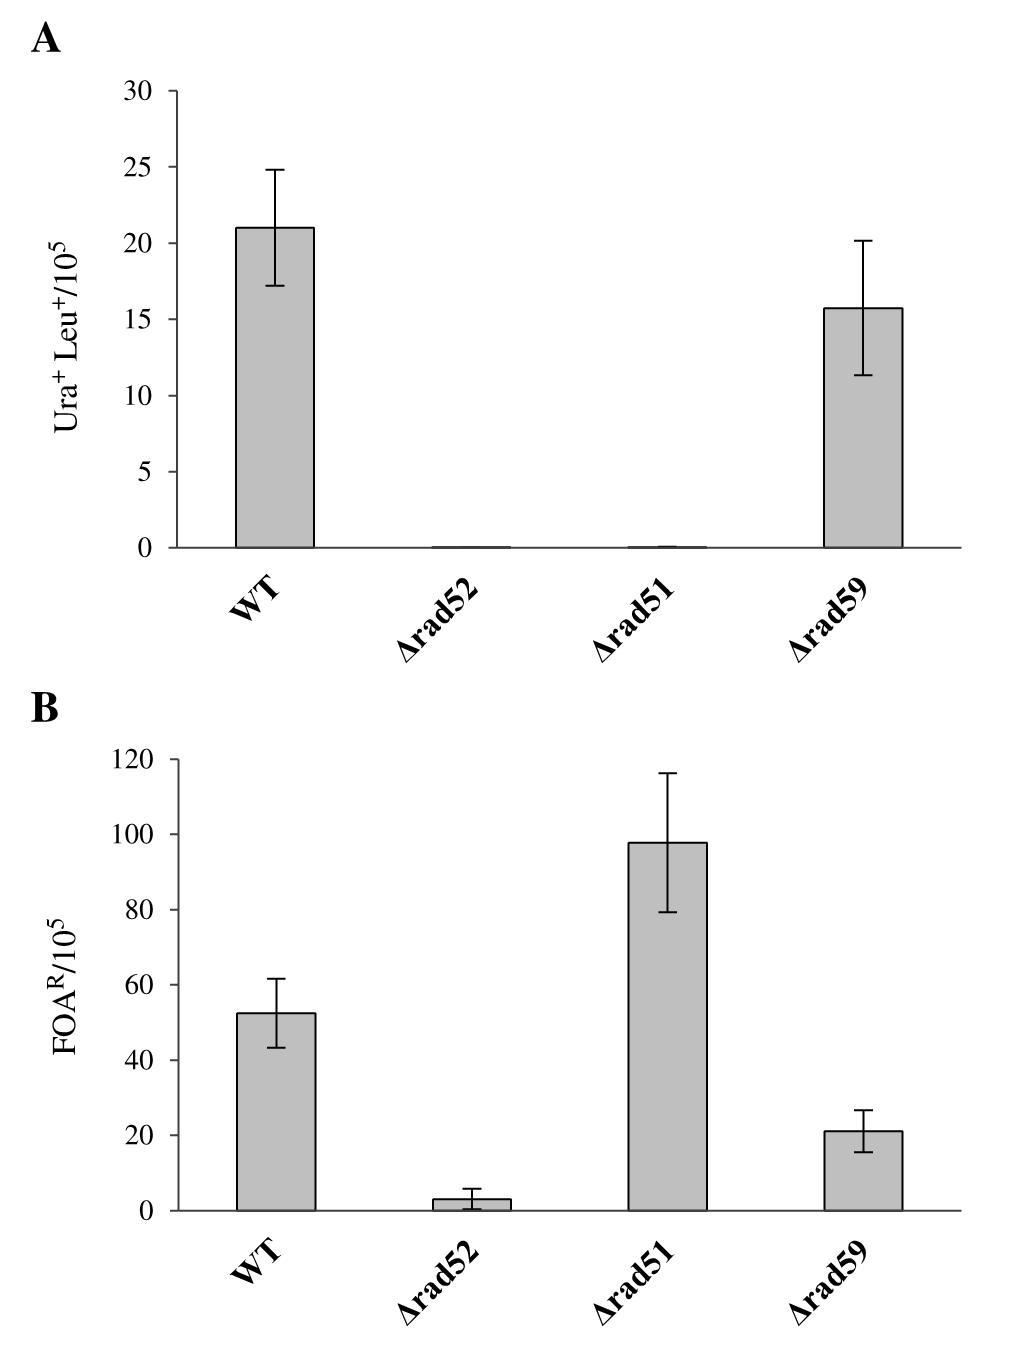 A
30
25
20
15
10
5
0
Ura⁺ Leu⁺/10⁵
WT
Δrad52
Δrad51
Δrad59
B
120
100
80
60
40
20
0
FOAᴿ/10⁵
WT
Δrad52
Δrad51
Δrad59